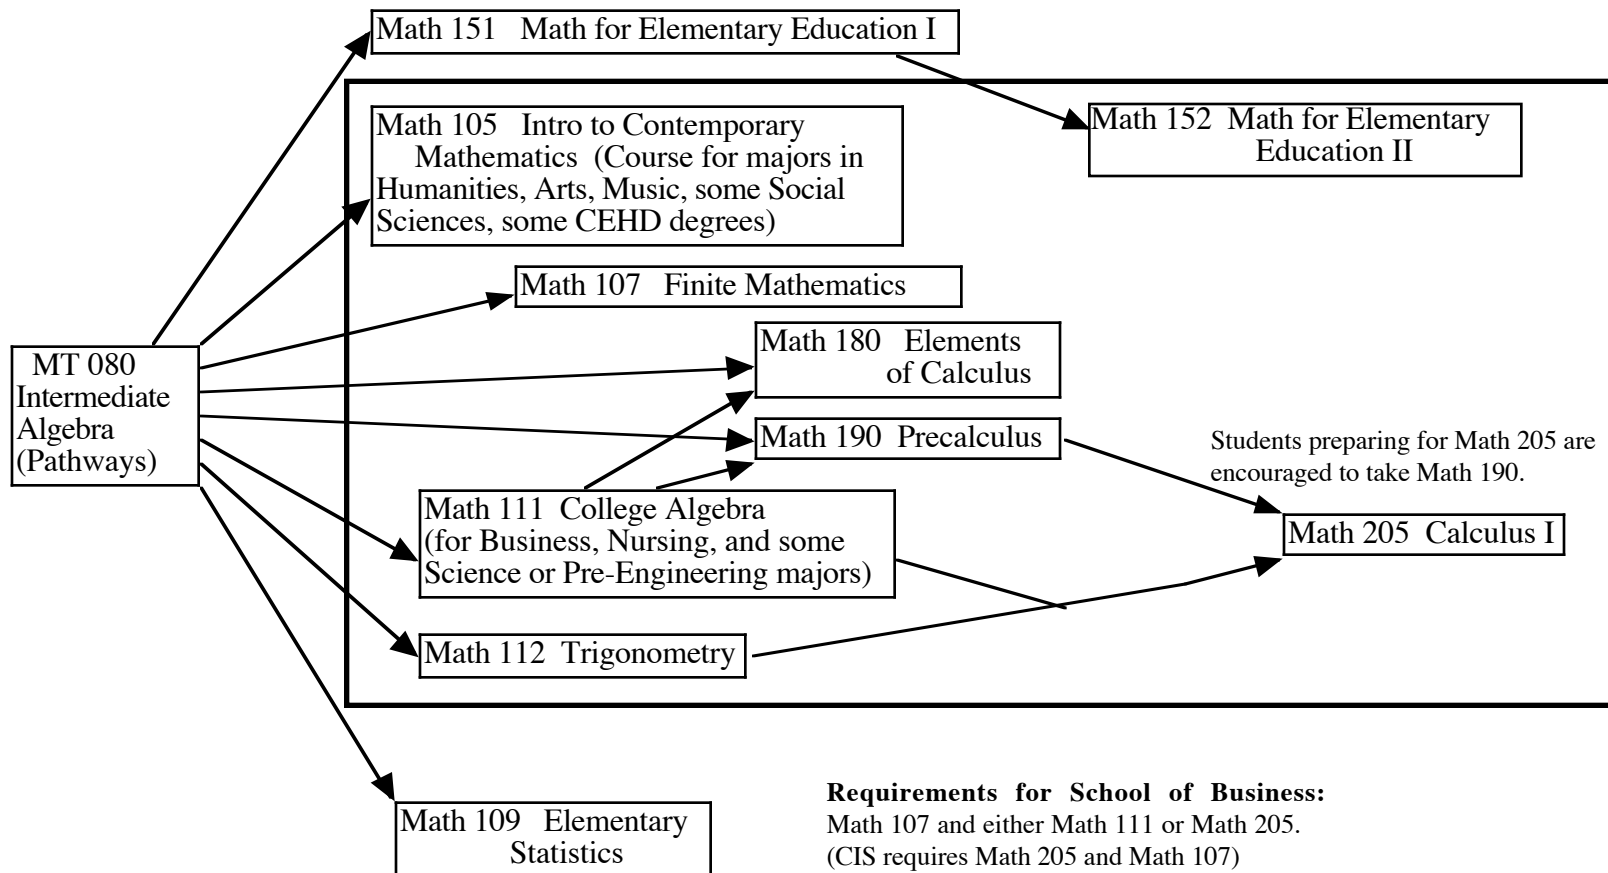 Math 151 Math for Elementary Education I
Math 152 Math for Elementary
Education II
Math 105 Intro to Contemporary
Mathematics (Course for majors in
Humanities, Arts, Music, some Social
Sciences, some CEHD degrees)
Math 107 Finite Mathematics
MT 080
Intermediate
Algebra
(Pathways)
Math 180 Elements
of Calculus
Math 190 Precalculus
Students preparing for Math 205 are
encouraged to take Math 190.
Math 111 College Algebra
(for Business, Nursing, and some
Science or Pre-Engineering majors)
Math 205 Calculus I
Math 112 Trigonometry
Math 109 Elementary
Statistics
Requirements for School of Business:
Math 107 and either Math 111 or Math 205.
(CIS requires Math 205 and Math 107)